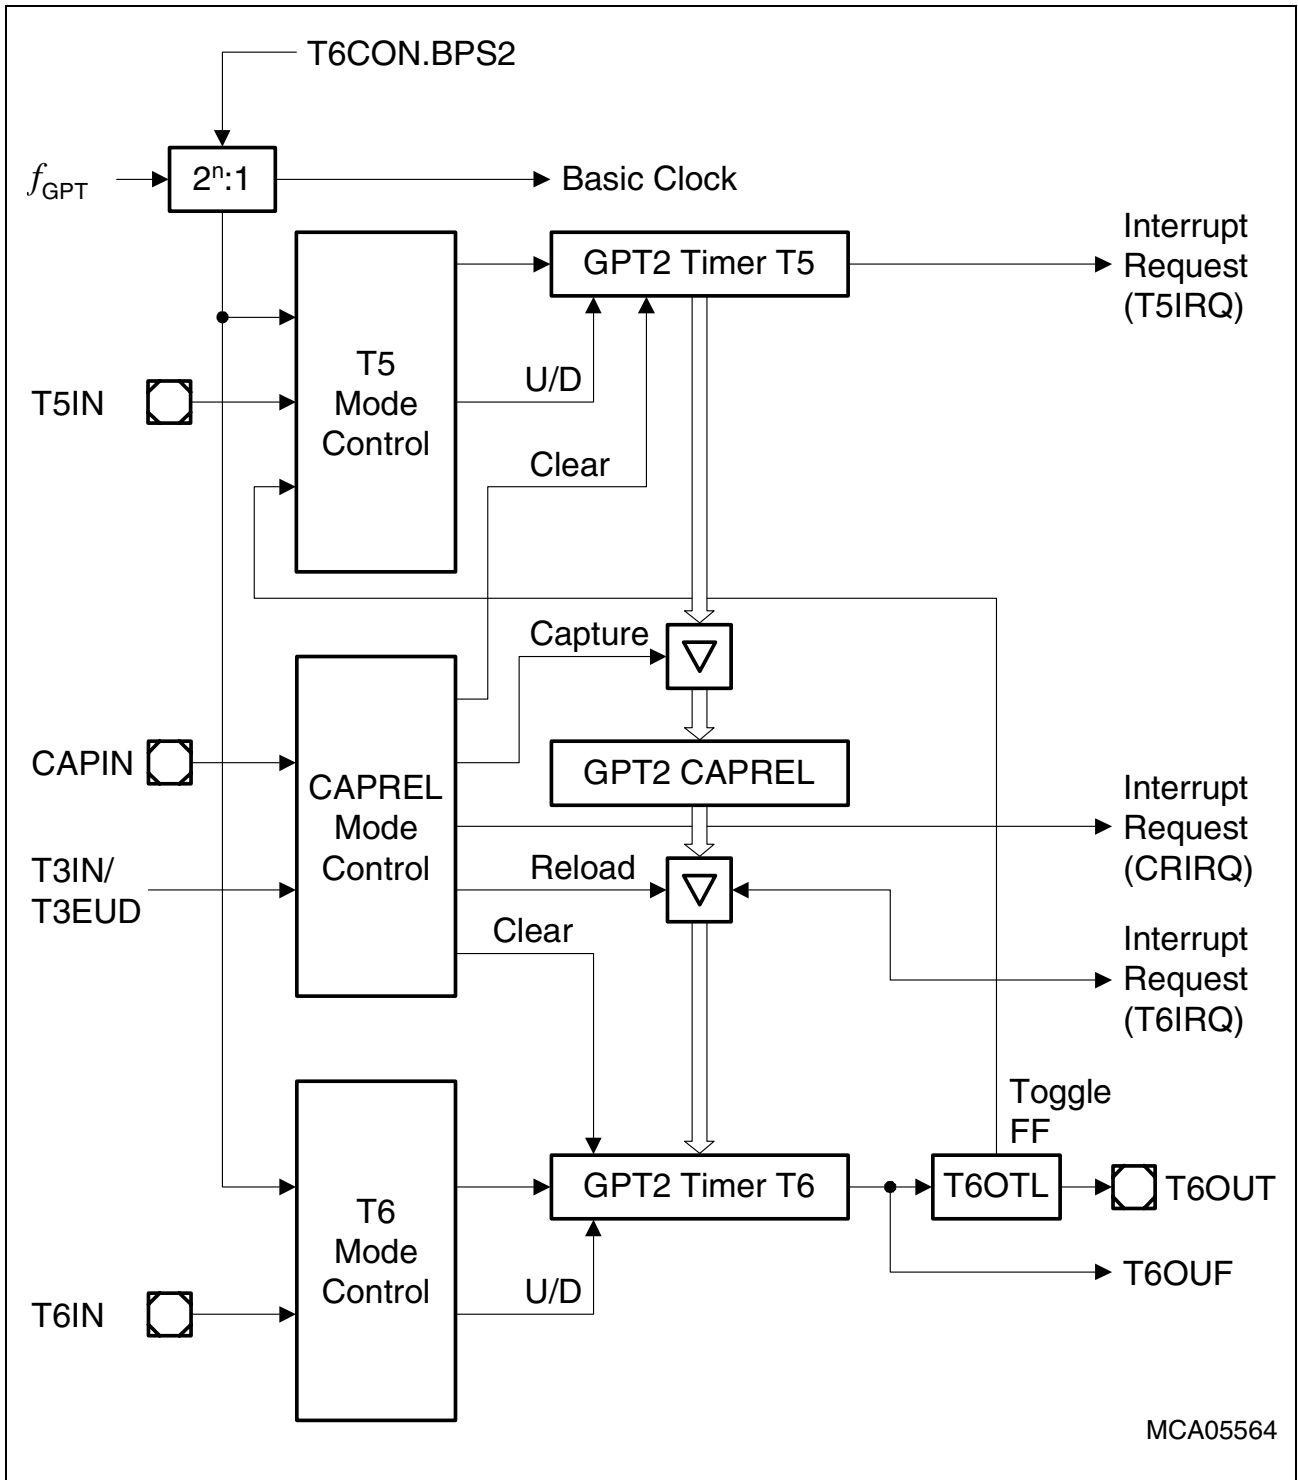 T6CON.BPS2
fGPT
2n:1
Basic Clock
Interrupt
Request
(T5IRQ)
GPT2 Timer T5
T5
Mode
Control
U/D
T5IN
Clear
Capture
CAPIN
GPT2 CAPREL
CAPREL
Mode
Control
Interrupt
Request
(CRIRQ)
T3IN/
T3EUD
Reload
Clear
Interrupt
Request
(T6IRQ)
Toggle
FF
GPT2 Timer T6
T6OTL
T6OUT
T6
Mode
Control
U/D
T6OUF
T6IN
MCA05564